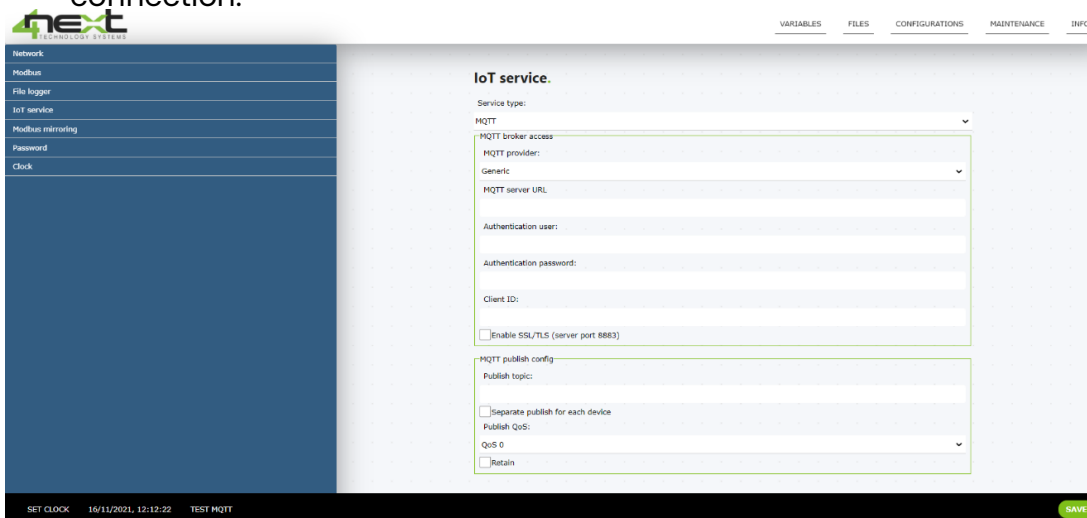 connection.
4next
TECHNOLOGY SYSTEMS
VARIABLES FILES CONFIGURATIONS MAINTENANCE INFO
Network
Modbus
File logger
IoT service
Modbus mirroring
Password
Clock
IoT service.
Service type:
MQTT
MQTT broker access
MQTT provider:
Generic
MQTT server URL
Authentication user:
Authentication password:
Client ID:
Enable SSL/TLS (server port 8883)
MQTT publish config
Publish topic:
Separate publish for each device
Publish QoS:
QoS 0
Retain
SET CLOCK 16/11/2021, 12:12:22 TEST MQTT SAVE